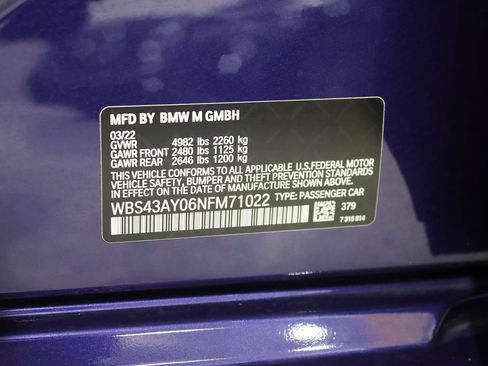 MFD BY BMW M GMBH
03/22
GVWR 4982 lbs 2260 kg
GAWR FRONT 2480 lbs 1125 kg
GAWR REAR 2646 lbs 1200 kg
THIS VEHICLE CONFORMS TO ALL APPLICABLE U.S.FEDERAL MOTOR
VEHICLE SAFETY, BUMPER, AND THEFT PREVENTION
STANDARDS IN EFFECT ON THE DATE OF MANUFACTURE SHOWN ABOVE.
WBS43AY06NFM71022 TYPE: PASSENGER CAR
379
7 315 814